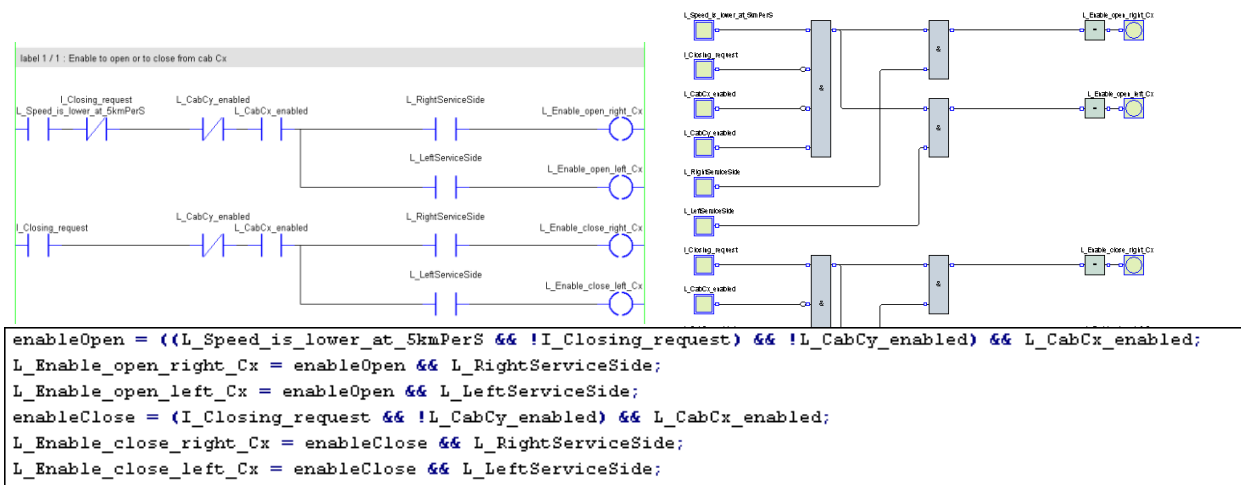 label 1 / 1 : Enable to open or to close from cab Cx
I_Closing_request
L_CabCy_enabled
L_RightServiceSide
L_Speed_is_lower_at_5kmPerS
L_CabCx_enabled
L_Enable_open_right_Cx
L_LeftServiceSide
L_Enable_open_left_Cx
L_CabCy_enabled
L_RightServiceSide
I_Closing_request
L_CabCx_enabled
L_Enable_close_right_Cx
L_LeftServiceSide
L_Enable_close_left_Cx
L_Speed_is_lower_at_5kmPerS
L_Enable_open_right_Cx
&
I_Closing_request
&
L_CabCx_enabled
L_Enable_open_left_Cx
&
L_CabCy_enabled
L_RightServiceSide
L_LeftServiceSide
I_Closing_request
L_Enable_close_right_Cx
&
L_CabCx_enabled
&
enableOpen = ((L_Speed_is_lower_at_5kmPerS && !I_Closing_request) && !L_CabCy_enabled) && L_CabCx_enabled;
L_Enable_open_right_Cx = enableOpen && L_RightServiceSide;
L_Enable_open_left_Cx = enableOpen && L_LeftServiceSide;
enableClose = (I_Closing_request && !L_CabCy_enabled) && L_CabCx_enabled;
L_Enable_close_right_Cx = enableClose && L_RightServiceSide;
L_Enable_close_left_Cx = enableClose && L_LeftServiceSide;